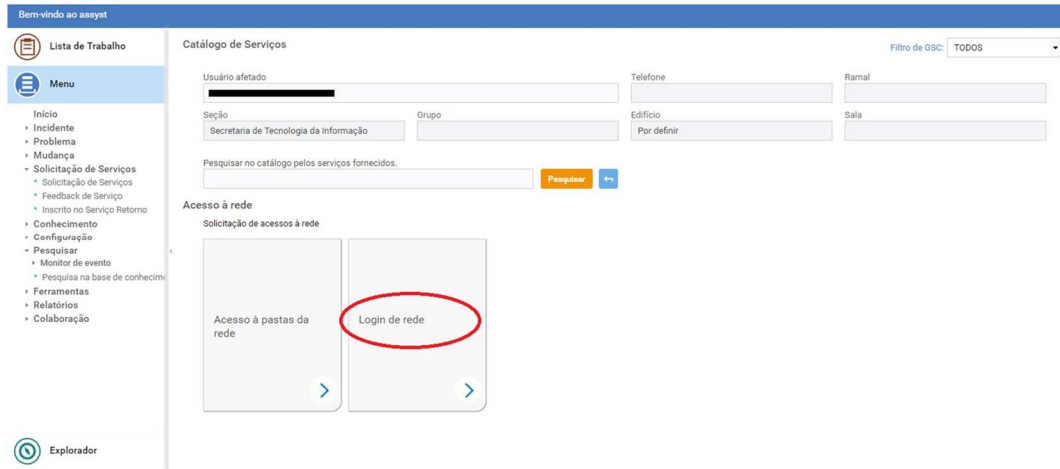 Bem-vindo ao assyst
Lista de Trabalho
Menu
Início
Incidente
Problema
Mudança
Solicitação de Serviços
Solicitação de Serviços
Feedback de Serviço
Inscrito no Serviço Retorno
Conhecimento
Configuração
Pesquisar
Monitor de evento
Pesquisa na base de conhecime
Ferramentas
Relatórios
Colaboração
Explorador
Catálogo de Serviços
Filtro de GSC: TODOS
Usuário afetado
Telefone
Ramal
Seção
Grupo
Edifício
Sala
Secretaria de Tecnologia da Informação
Por definir
Pesquisar no catálogo pelos serviços fornecidos.
Pesquisar
Acesso à rede
Solicitação de acessos à rede
Acesso à pastas da
rede
Login de rede